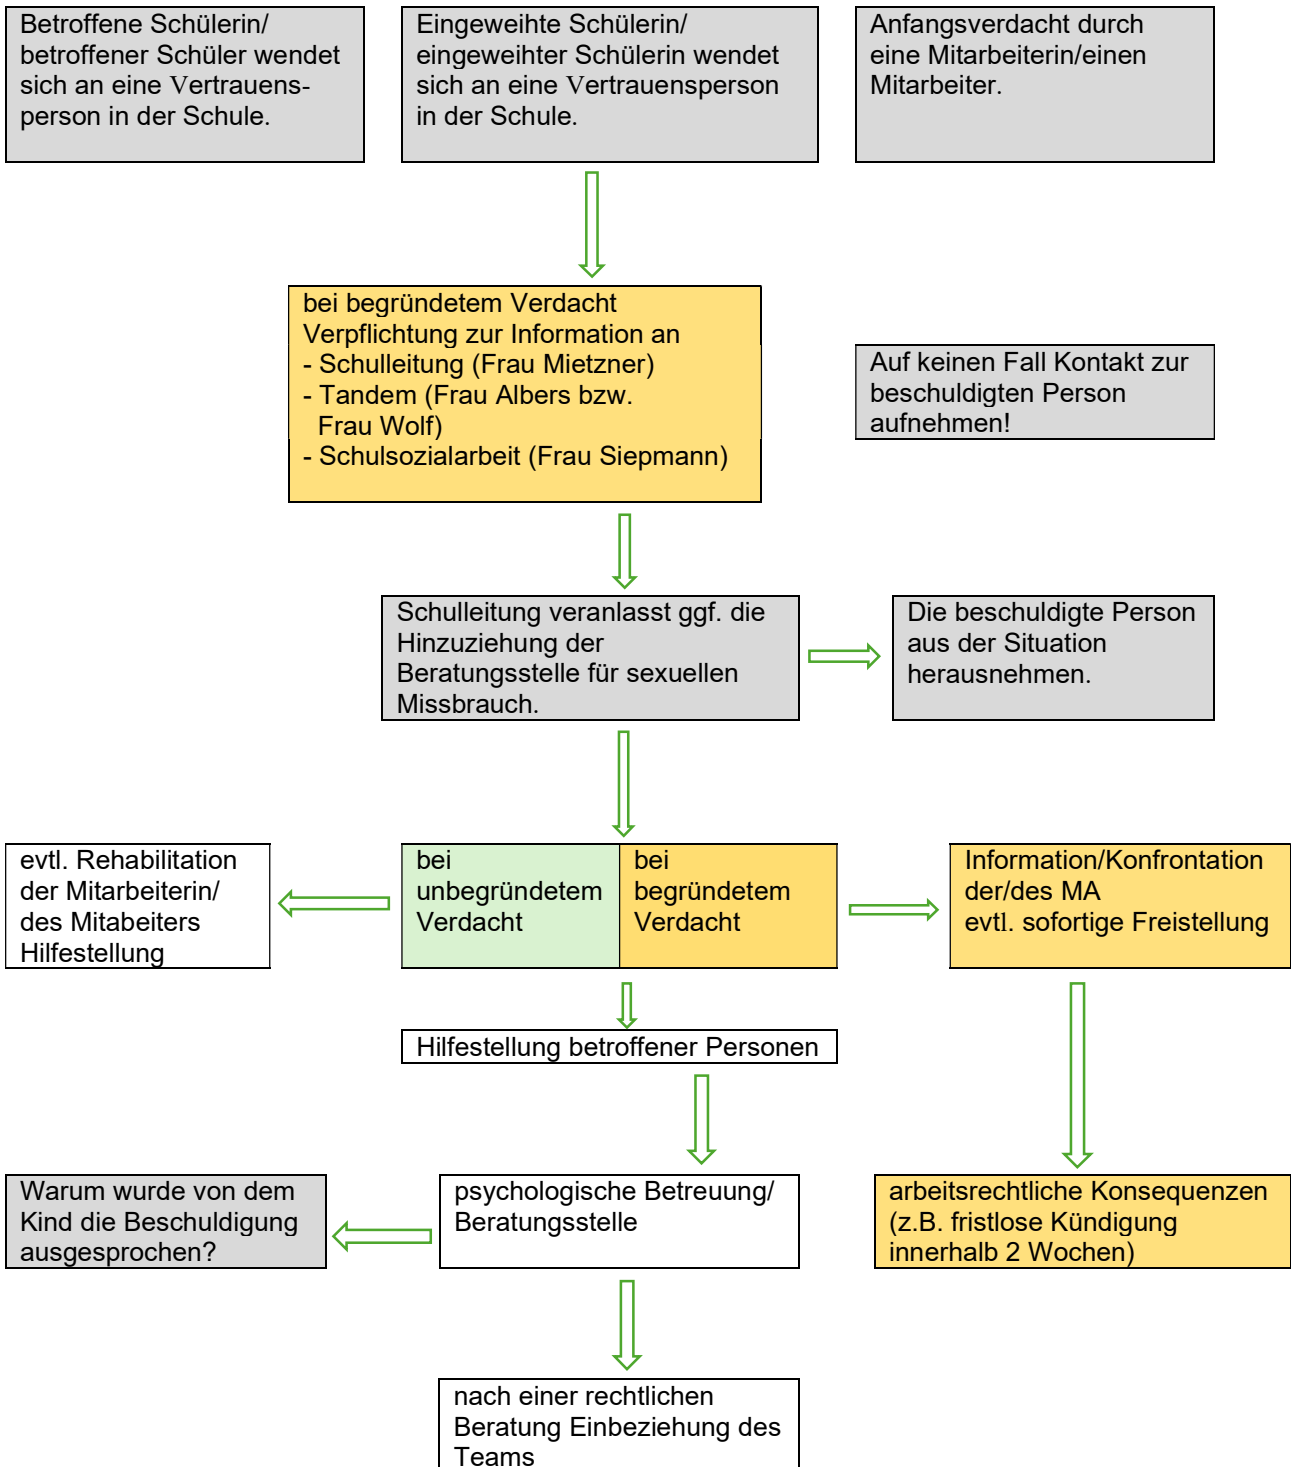 Betroffene Schülerin/
betroffener Schüler wendet
sich an eine Vertrauens-
person in der Schule.
Eingeweihte Schülerin/
eingeweihter Schülerin wendet
sich an eine Vertrauensperson
in der Schule.
Anfangsverdacht durch
eine Mitarbeiterin/einen
Mitarbeiter.
bei begründetem Verdacht
Verpflichtung zur Information an
- Schulleitung (Frau Mietzner)
- Tandem (Frau Albers bzw.
Frau Wolf)
- Schulsozialarbeit (Frau Siepmann)
Auf keinen Fall Kontakt zur
beschuldigten Person
aufnehmen!
Schulleitung veranlasst ggf. die
Hinzuziehung der
Beratungsstelle für sexuellen
Missbrauch.
Die beschuldigte Person
aus der Situation
herausnehmen.
evtl. Rehabilitation
der Mitarbeiterin/
des Mitabeiters
Hilfestellung
bei
unbegründetem
Verdacht
bei
begründetem
Verdacht
Information/Konfrontation
der/des MA
evtl. sofortige Freistellung
Hilfestellung betroffener Personen
Warum wurde von dem
Kind die Beschuldigung
ausgesprochen?
psychologische Betreuung/
Beratungsstelle
arbeitsrechtliche Konsequenzen
(z.B. fristlose Kündigung
innerhalb 2 Wochen)
nach einer rechtlichen
Beratung Einbeziehung des
Teams